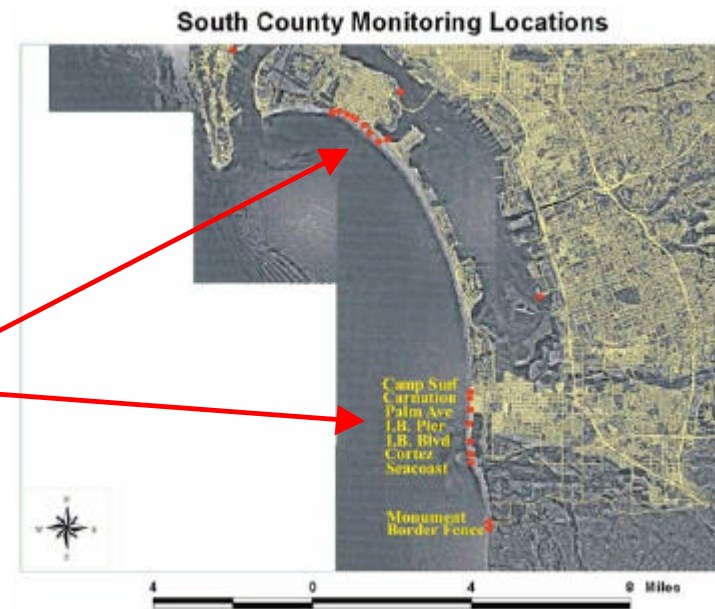 South County Monitoring Locations
Camp Surf
Carnation
Palm Ave
I.B. Pier
I.B. Blvd
Cortez
Seacoast
Monument
Border Fence
4 0 4 8 Miles